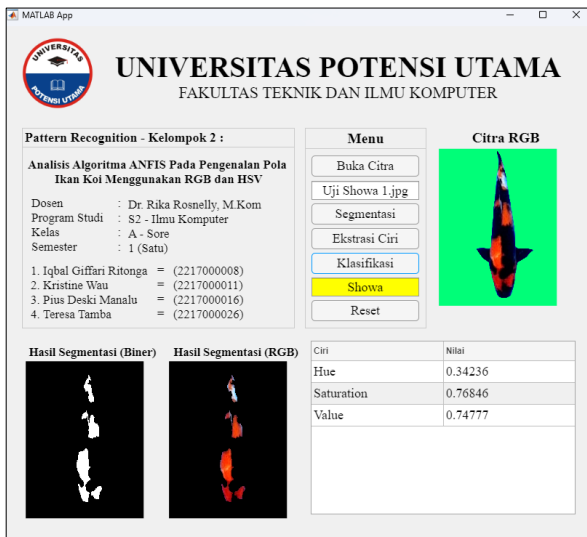 MATLAB App
UNIVERSITAS
POTENSI UTAMA
UNIVERSITAS POTENSI UTAMA
FAKULTAS TEKNIK DAN ILMU KOMPUTER
Pattern Recognition - Kelompok 2 :
Analisis Algoritma ANFIS Pada Pengenalan Pola
Ikan Koi Menggunakan RGB dan HSV
Dosen : Dr. Rika Rosnelly, M.Kom
Program Studi : S2 - Ilmu Komputer
Kelas : A - Sore
Semester : 1 (Satu)
1. Iqbal Giffari Ritonga = (2217000008)
2. Kristine Wau = (2217000011)
3. Pius Deski Manalu = (2217000016)
4. Teresa Tamba = (2217000026)
Menu
Buka Citra
Uji Showa 1.jpg
Segmentasi
Ekstrasi Ciri
Klasifikasi
Showa
Reset
Citra RGB
Hasil Segmentasi (Biner)
Hasil Segmentasi (RGB)
Ciri Nilai
Hue 0.34236
Saturation 0.76846
Value 0.74777